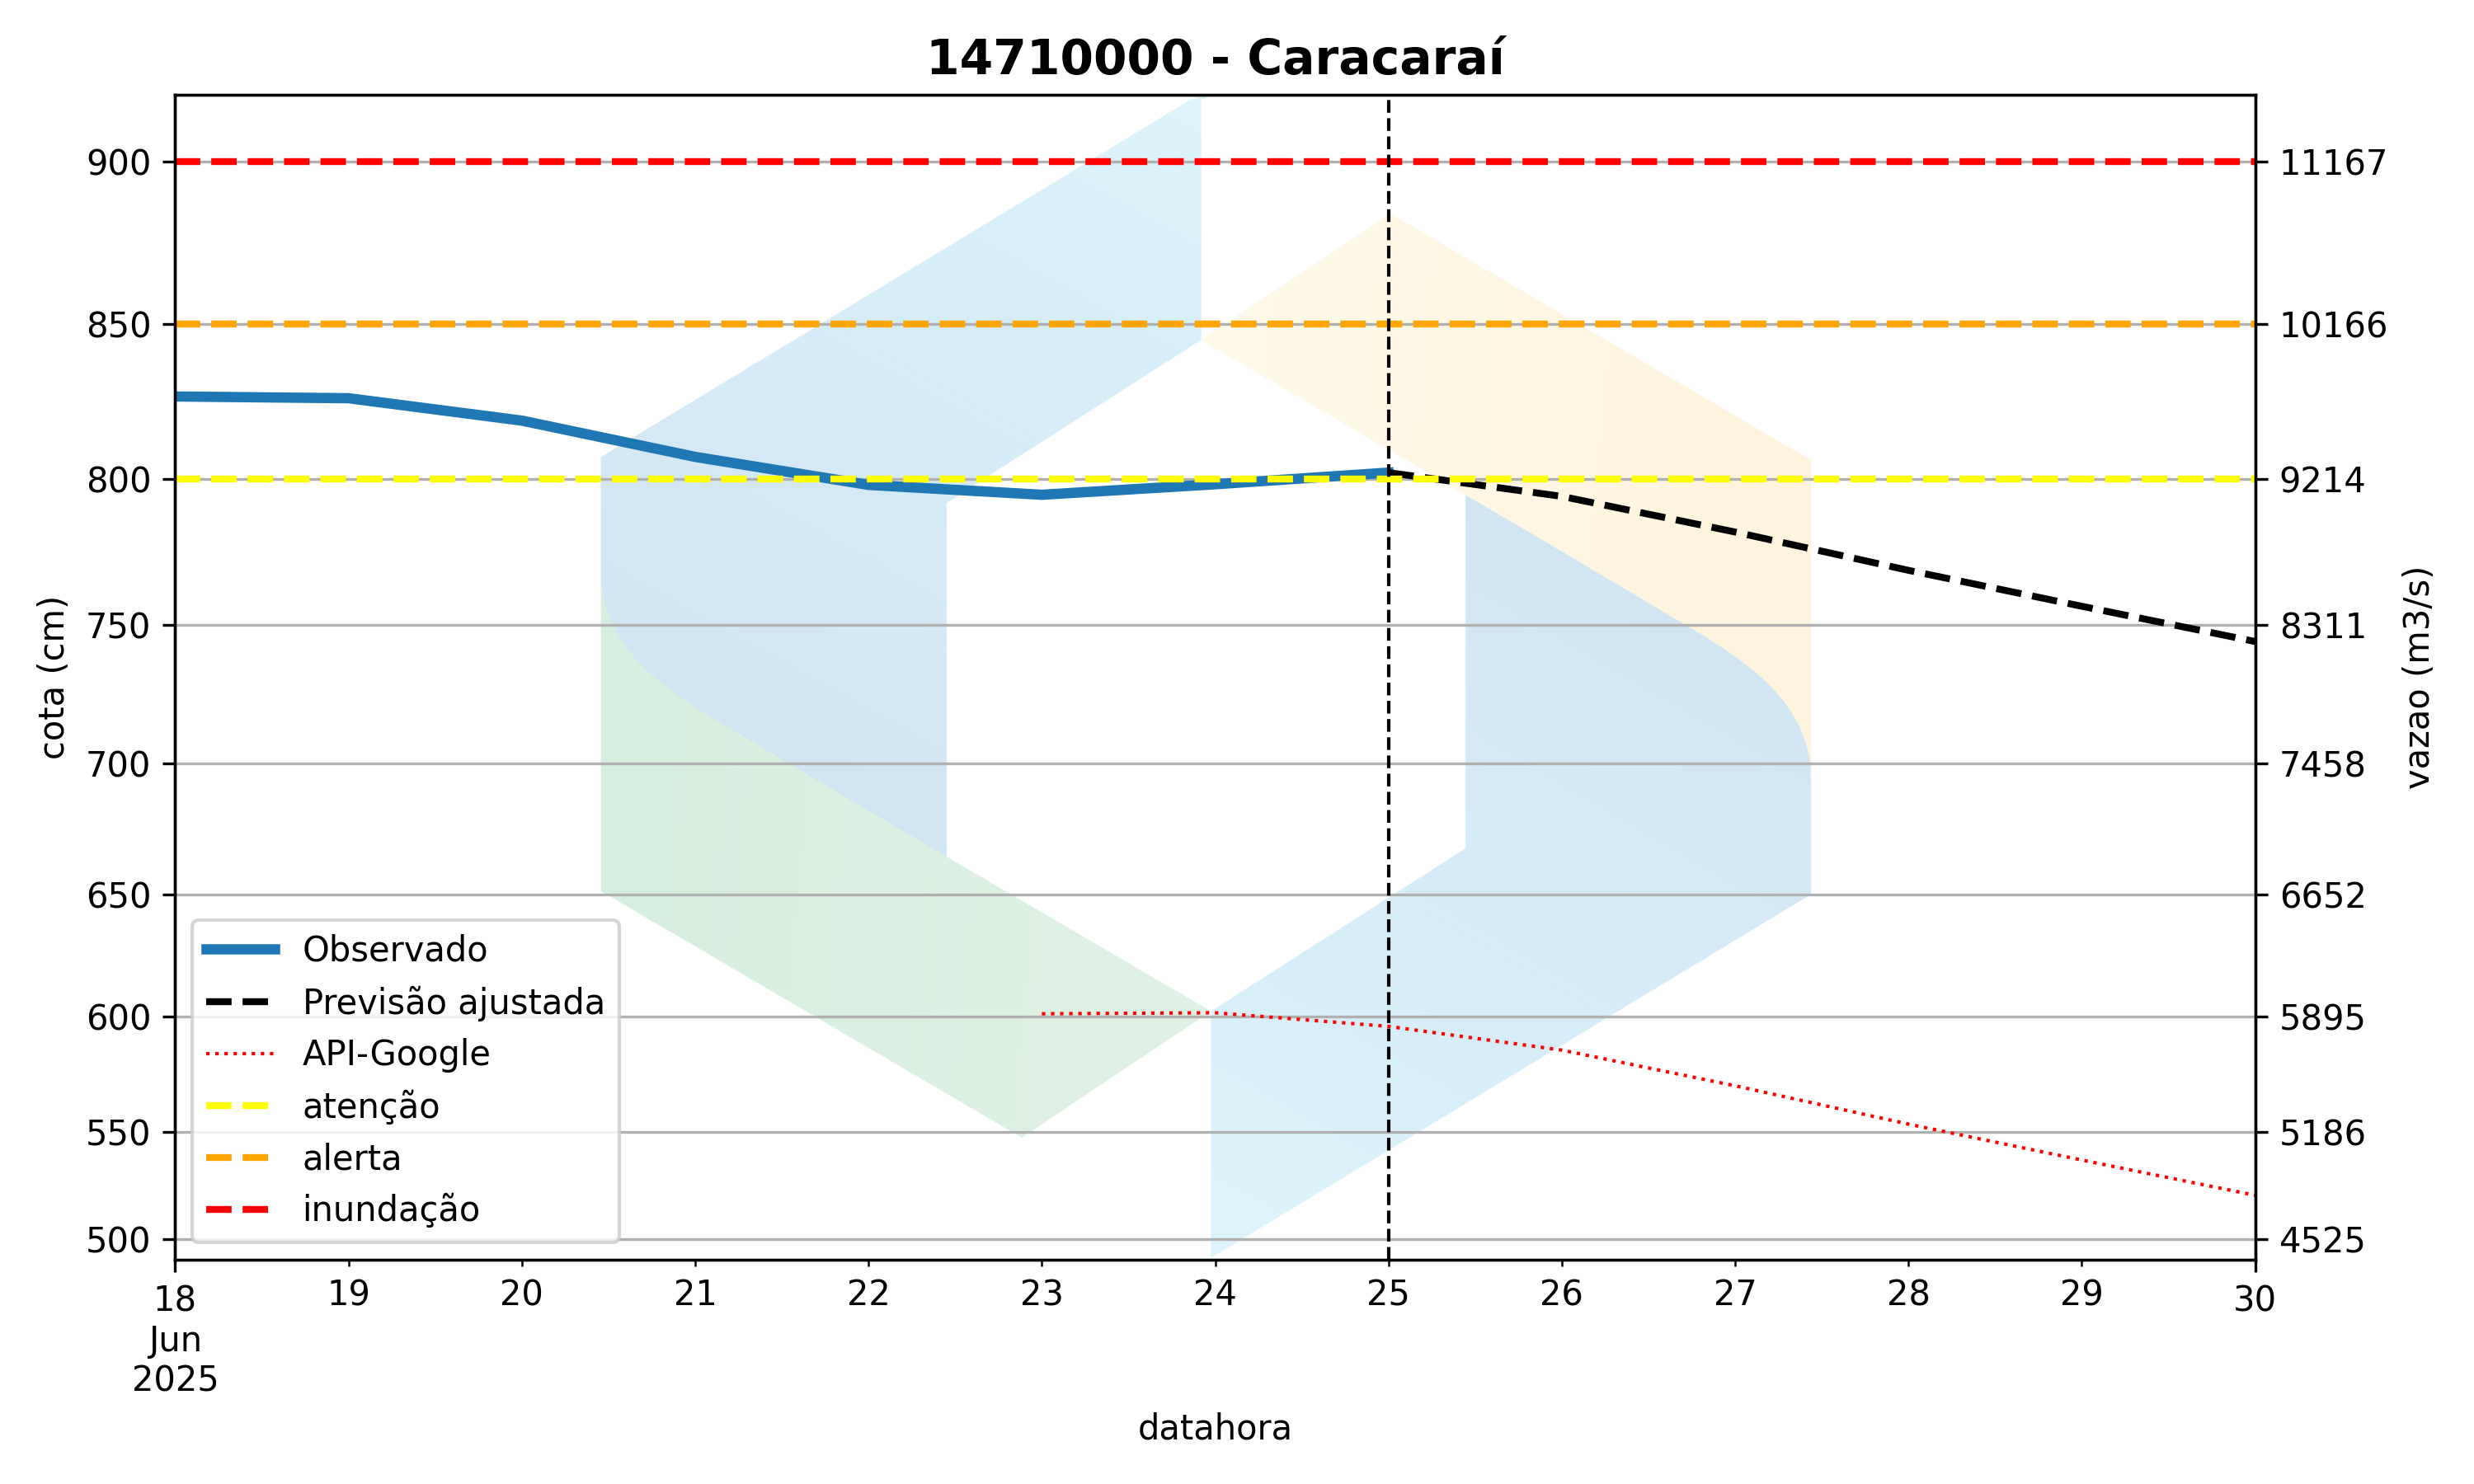 14710000 - Caracaraí
900
850
800
750
700
650
600
550
500
cota (cm)
11167
10166
9214
8311
7458
6652
5895
5186
4525
vazao (m3/s)
Observado
Previsão ajustada
API-Google
atenção
alerta
inundação
18 19 20 21 22 23 24 25 26 27 28 29 30
Jun
2025
datahora